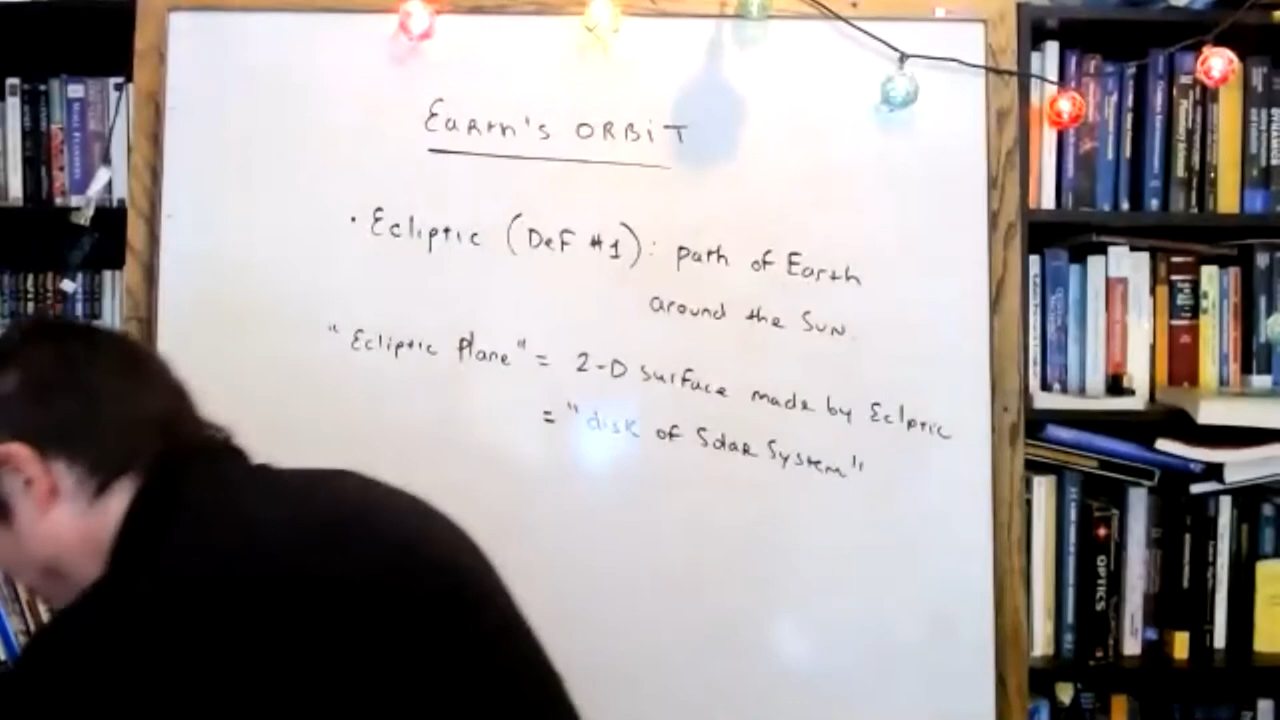 Earth's ORBIT
· Ecliptic (DeF #1): path of Earth
around the Sun.
"Ecliptic Plane" = 2-D surface made by Ecliptic
= "disk of Solar System"
OPTICS